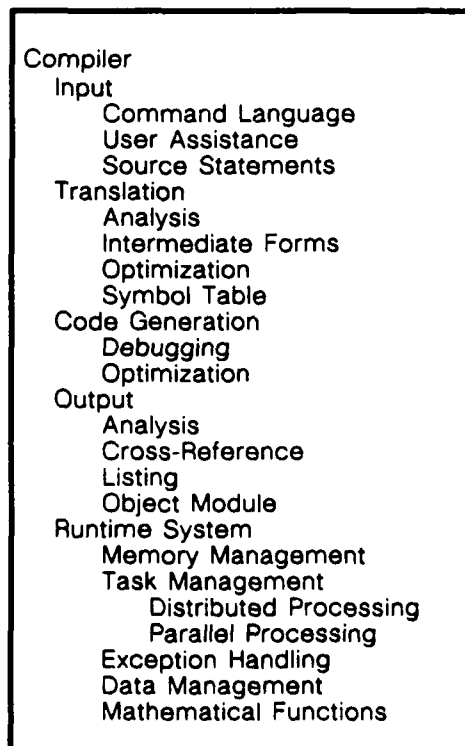 Compiler
Input
Command Language
User Assistance
Source Statements
Translation
Analysis
Intermediate Forms
Optimization
Symbol Table
Code Generation
Debugging
Optimization
Output
Analysis
Cross-Reference
Listing
Object Module
Runtime System
Memory Management
Task Management
Distributed Processing
Parallel Processing
Exception Handling
Data Management
Mathematical Functions